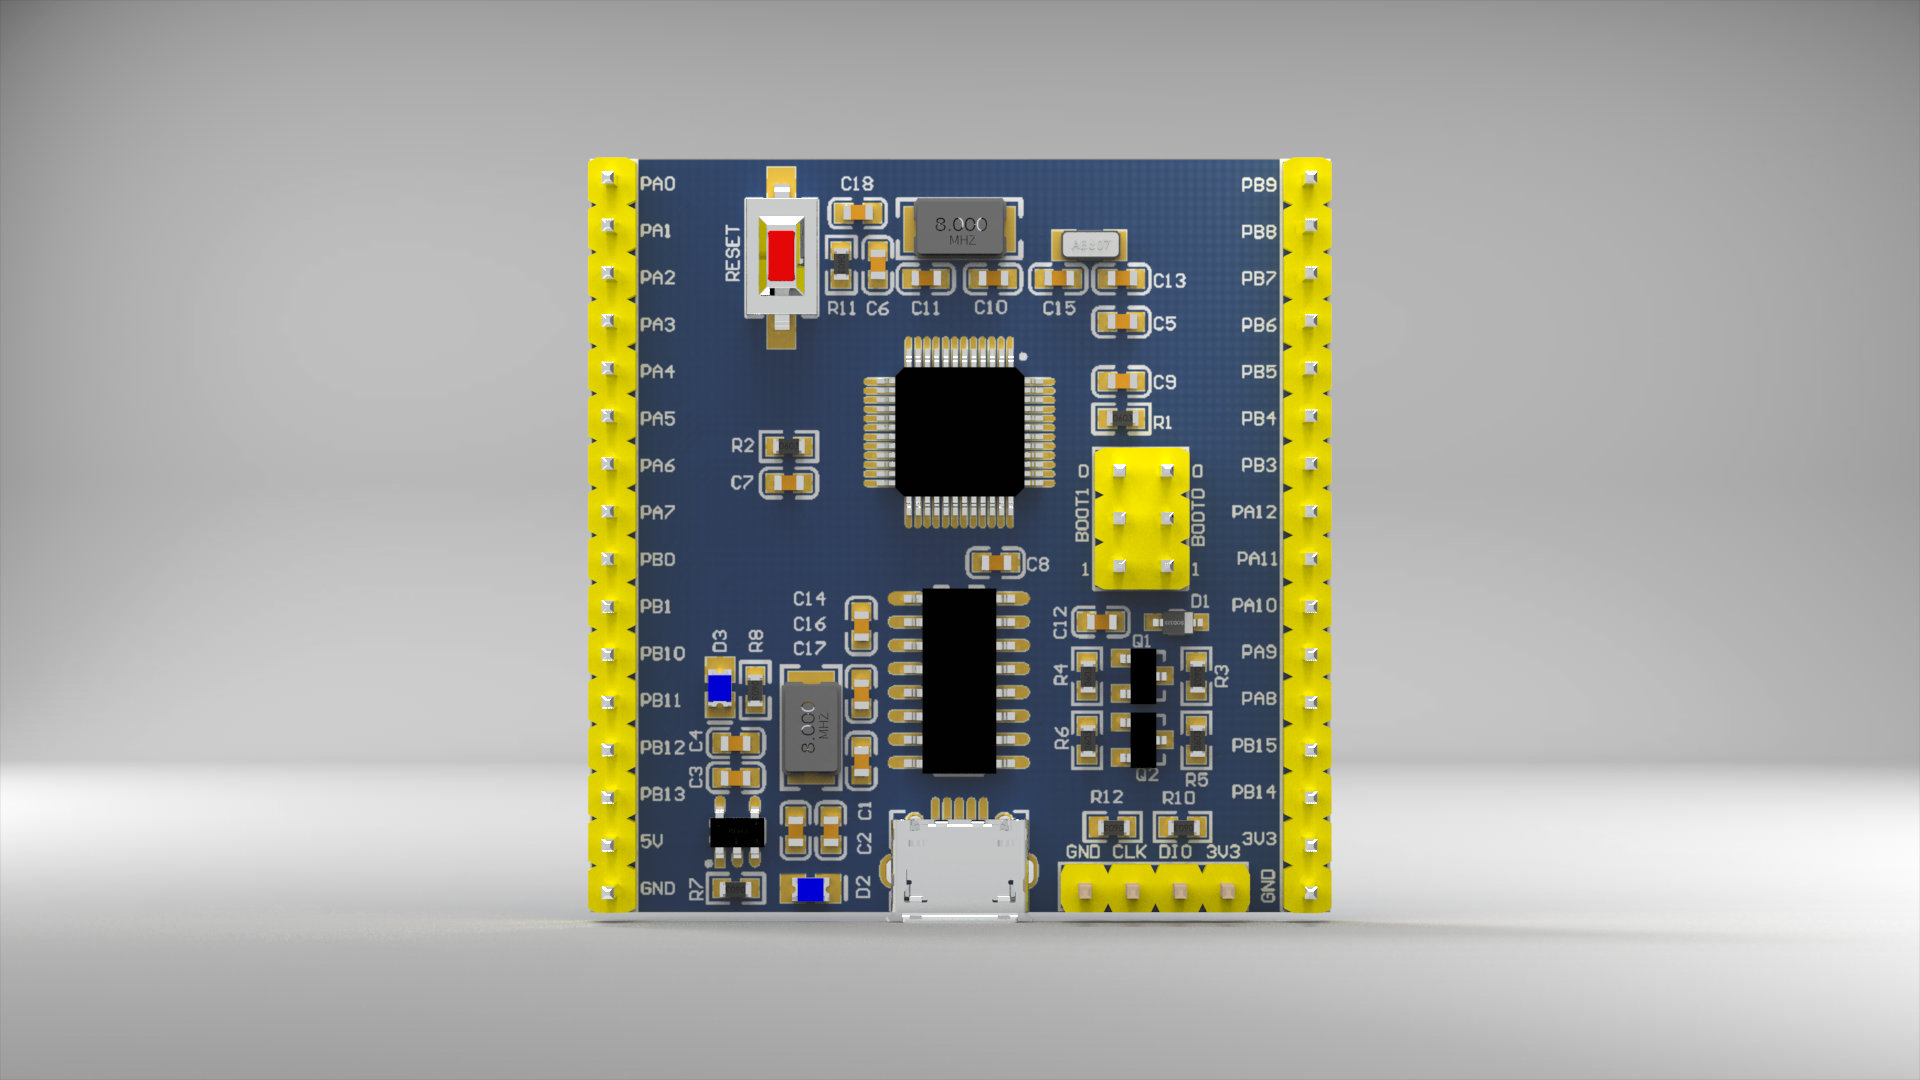 PA0
PA1
PA2
PA3
PA4
PA5
PA6
PA7
PB0
PB1
PB10
PB11
PB12
PB13
5V
GND
RESET
C18
8.000
MHZ
R11
C6
C11
C10
C15
C13
C5
C9
R1
R2
C7
0
0
BOOT1
BOOT0
1
1
C8
C14
C16
C17
D3
R8
8.000
MHZ
C4
C3
C1
C2
R7
D2
C12
D1
Q1
R4
R3
R6
Q2
R5
R12
R10
GND CLK DIO 3V3
PB9
PB8
PB7
PB6
PB5
PB4
PB3
PA12
PA11
PA10
PA9
PA8
PB15
PB14
3V3
GND